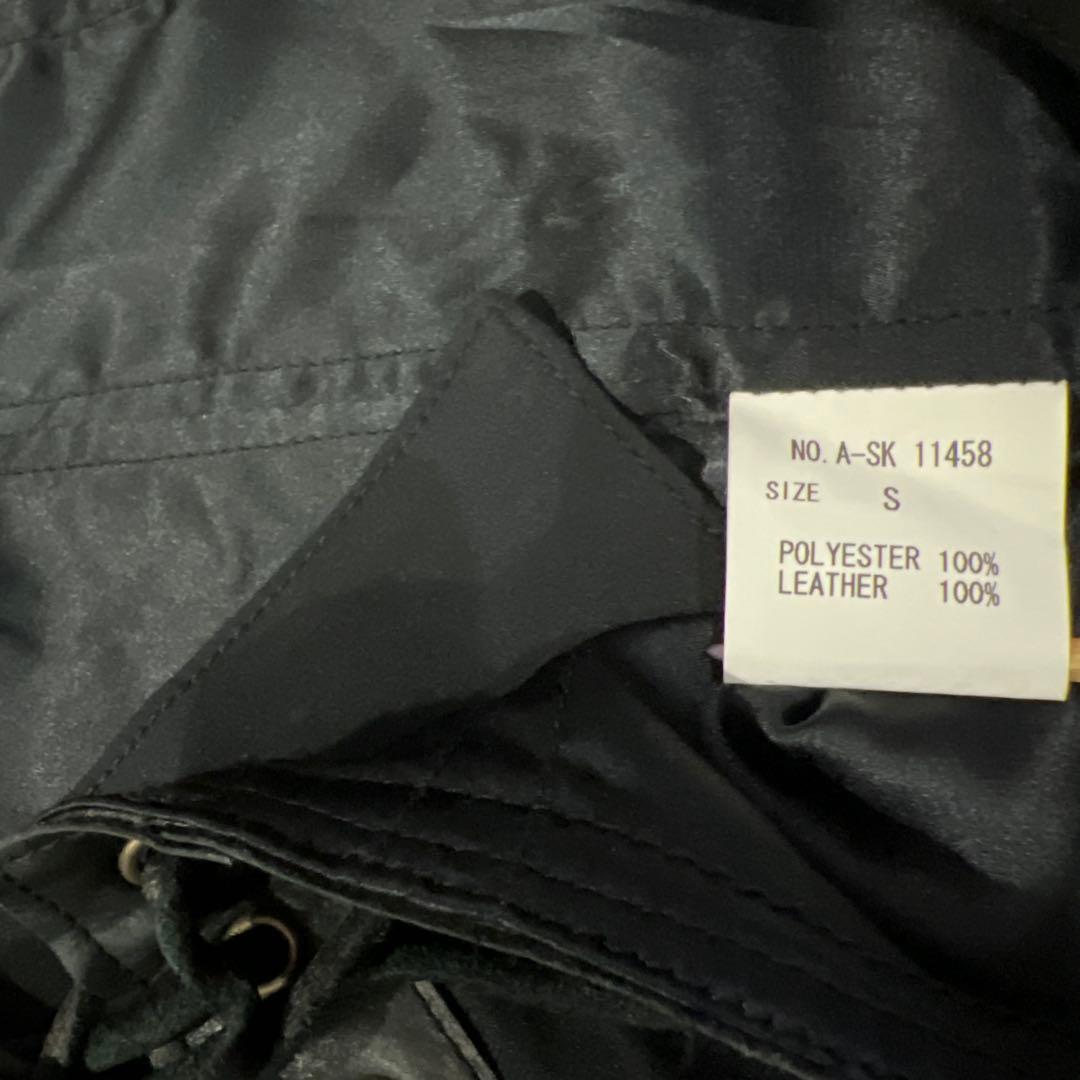 NO. A-SK 11458
SIZE S
POLYESTER 100%
LEATHER 100%